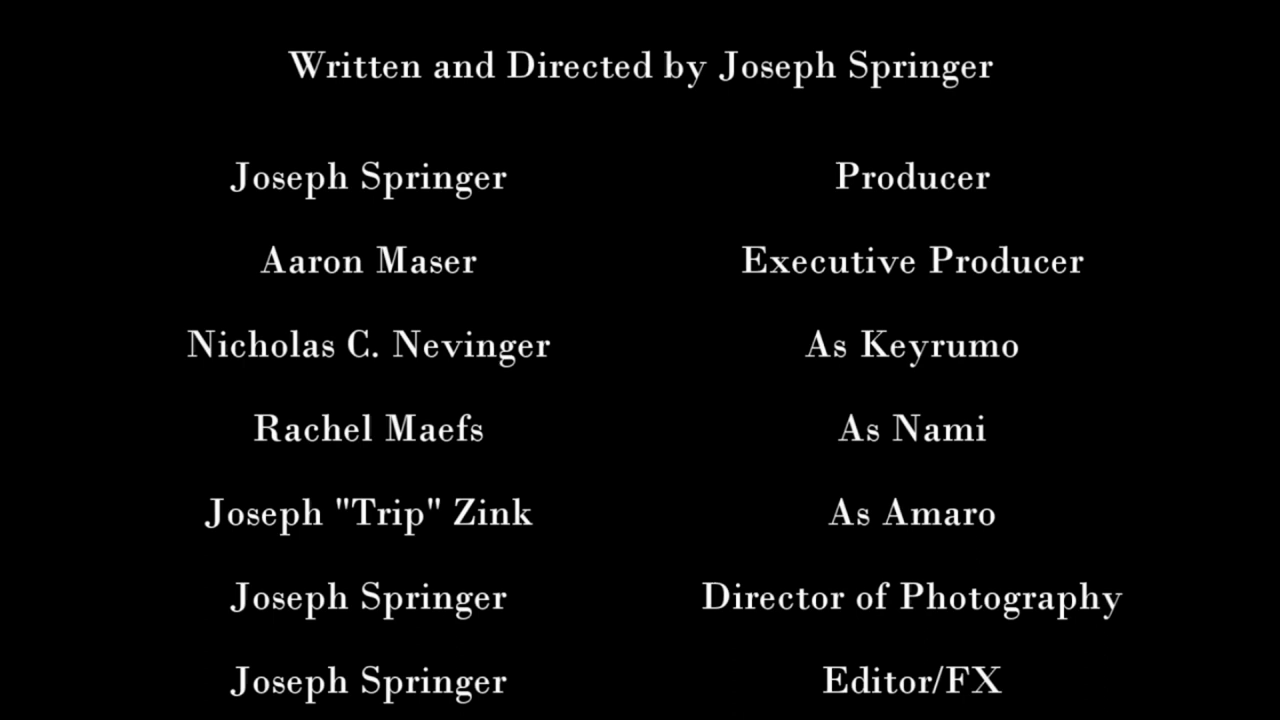 Written and Directed by Joseph Springer
Joseph Springer Producer
Aaron Maser Executive Producer
Nicholas C. Nevinger As Keyrumo
Rachel Maefs As Nami
Joseph "Trip" Zink As Amaro
Joseph Springer Director of Photography
Joseph Springer Editor/FX